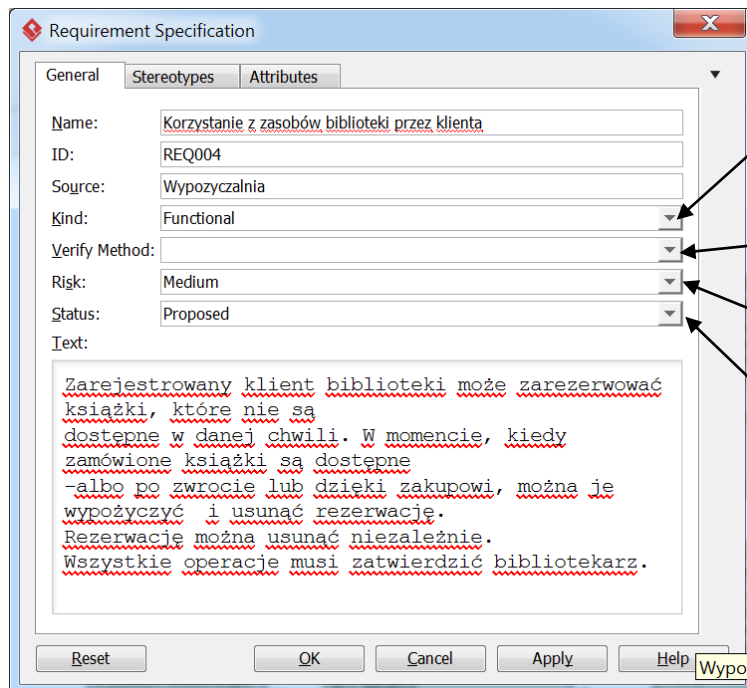 Requirement Specification
General Stereotypes Attributes
Name: Korzystanie z zasobów biblioteki przez klienta
ID: REQ004
Source: Wypozyczalnia
Kind: Functional
Verify Method:
Risk: Medium
Status: Proposed
Text:
Zarejestrowany klient biblioteki może zarezerwować
książki, które nie są
dostępne w danej chwili. W momencie, kiedy
zamówione książki są dostępne
-albo po zwrocie lub dzięki zakupowi, można je
wypożyczyć i usunąć rezerwację.
Rezerwację można usunąć niezależnie.
Wszystkie operacje musi zatwierdzić bibliotekarz.
Reset OK Cancel Apply Help
Wypo